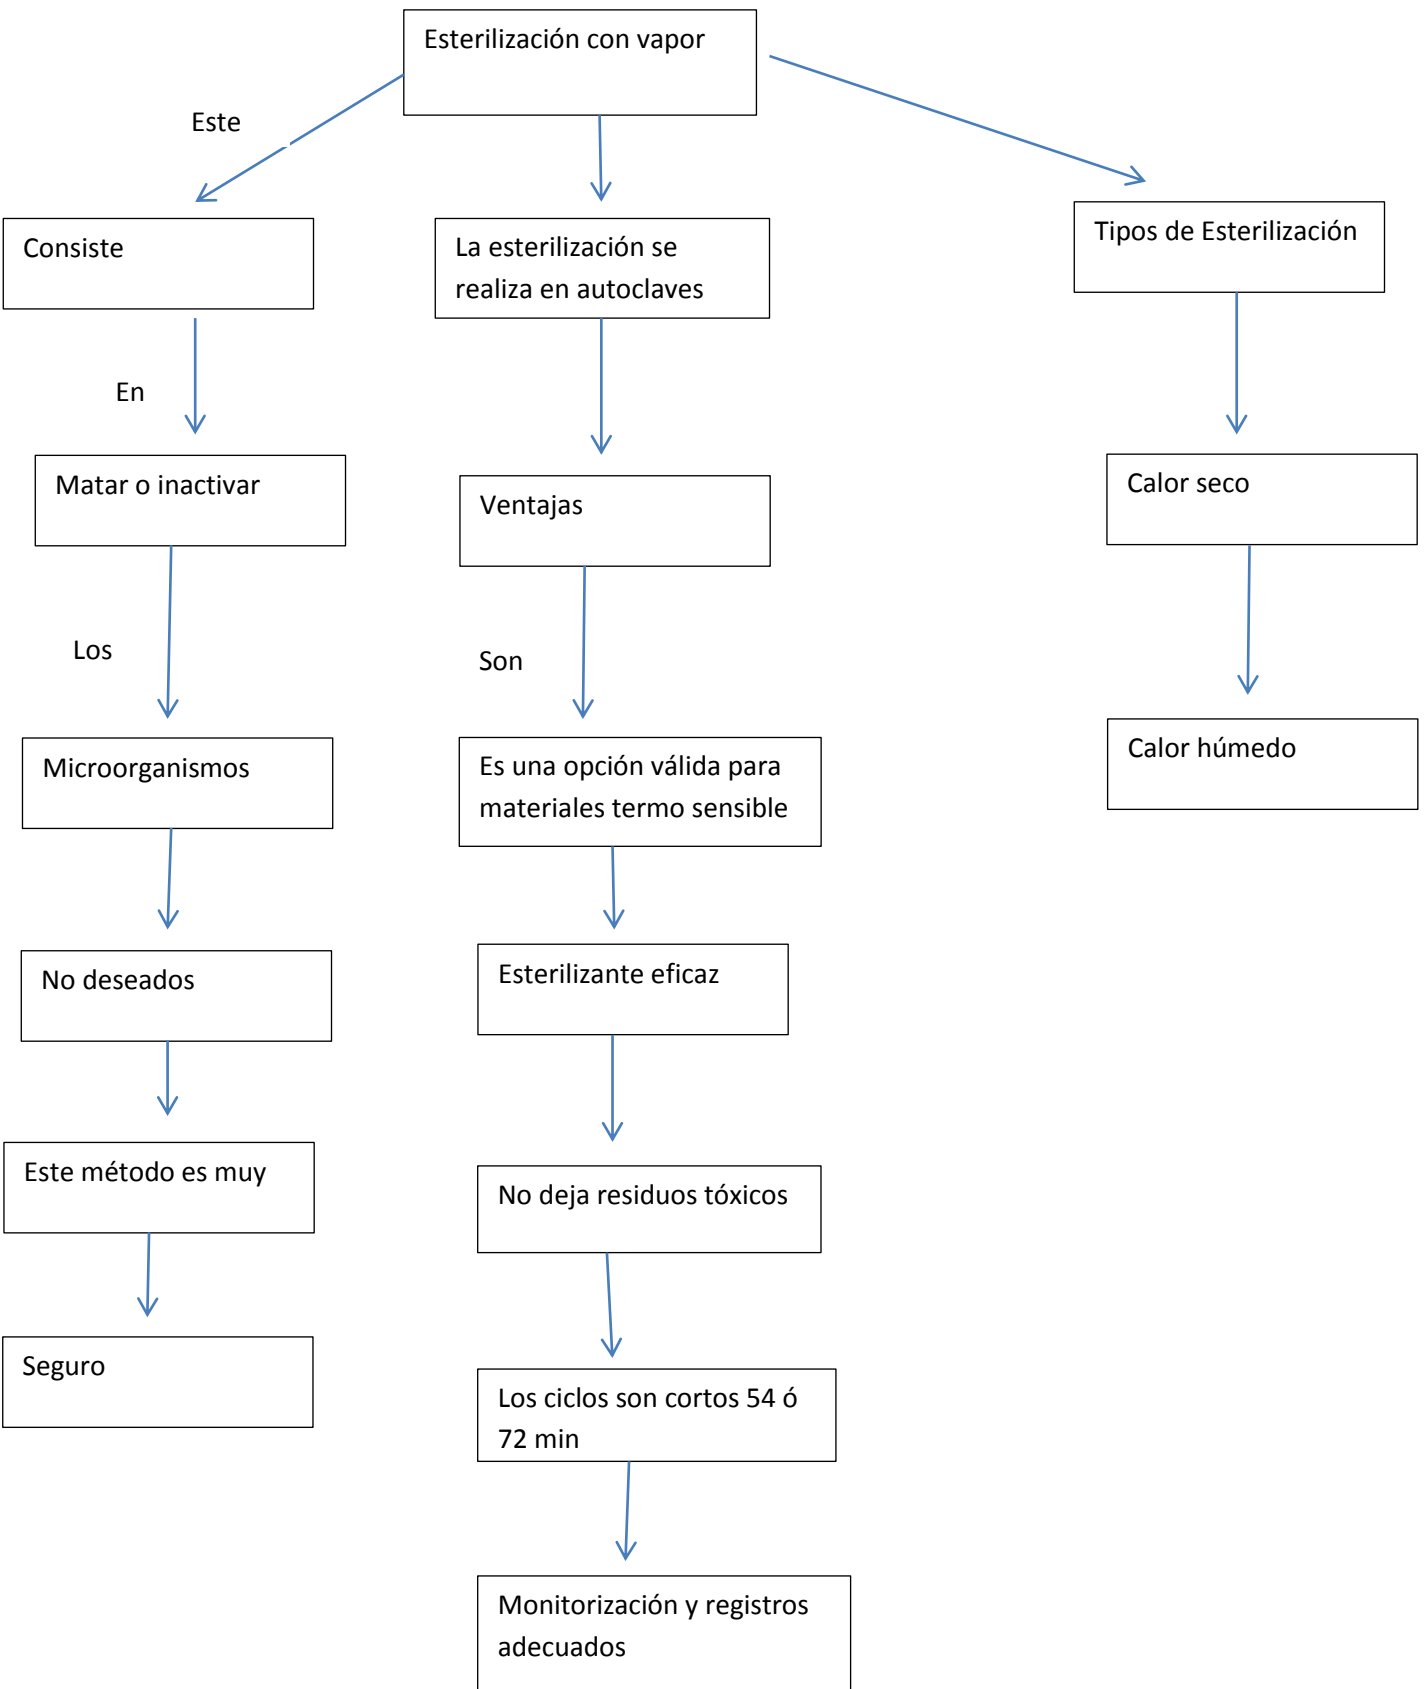 Esterilización con vapor
Este
Consiste
La esterilización se
realiza en autoclaves
Tipos de Esterilización
En
Matar o inactivar
Ventajas
Calor seco
Los
Son
Microorganismos
Es una opción válida para
materiales termo sensible
Calor húmedo
No deseados
Esterilizante eficaz
Este método es muy
No deja residuos tóxicos
Seguro
Los ciclos son cortos 54 ó
72 min
Monitorización y registros
adecuados